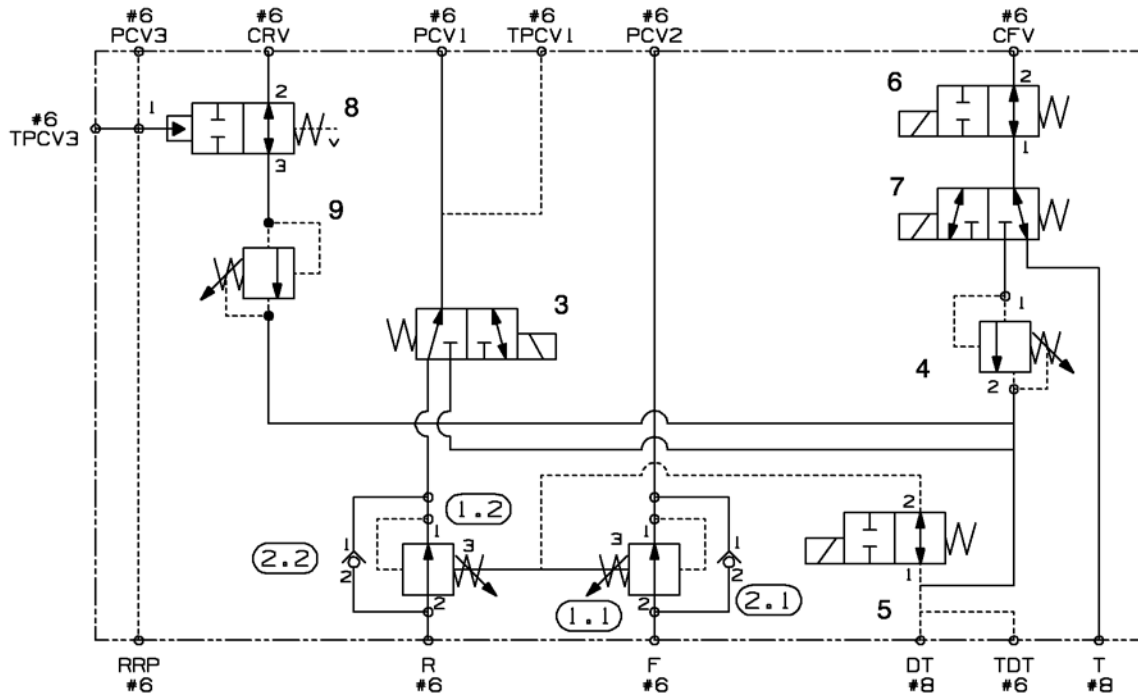 #6 #6 #6 #6 #6 #6
PCV3 CRV PCV1 TPCV1 PCV2 CFV
2 6
1 2 8
#6
TPCV3
1
3 7
9
3 1
4
2
1.2 2
1 3 3 1
2.2 1 1
2 2
2 2 1
1.1 2.1 5
RRP R F DT TDT T
#6 #6 #6 #8 #6 #8